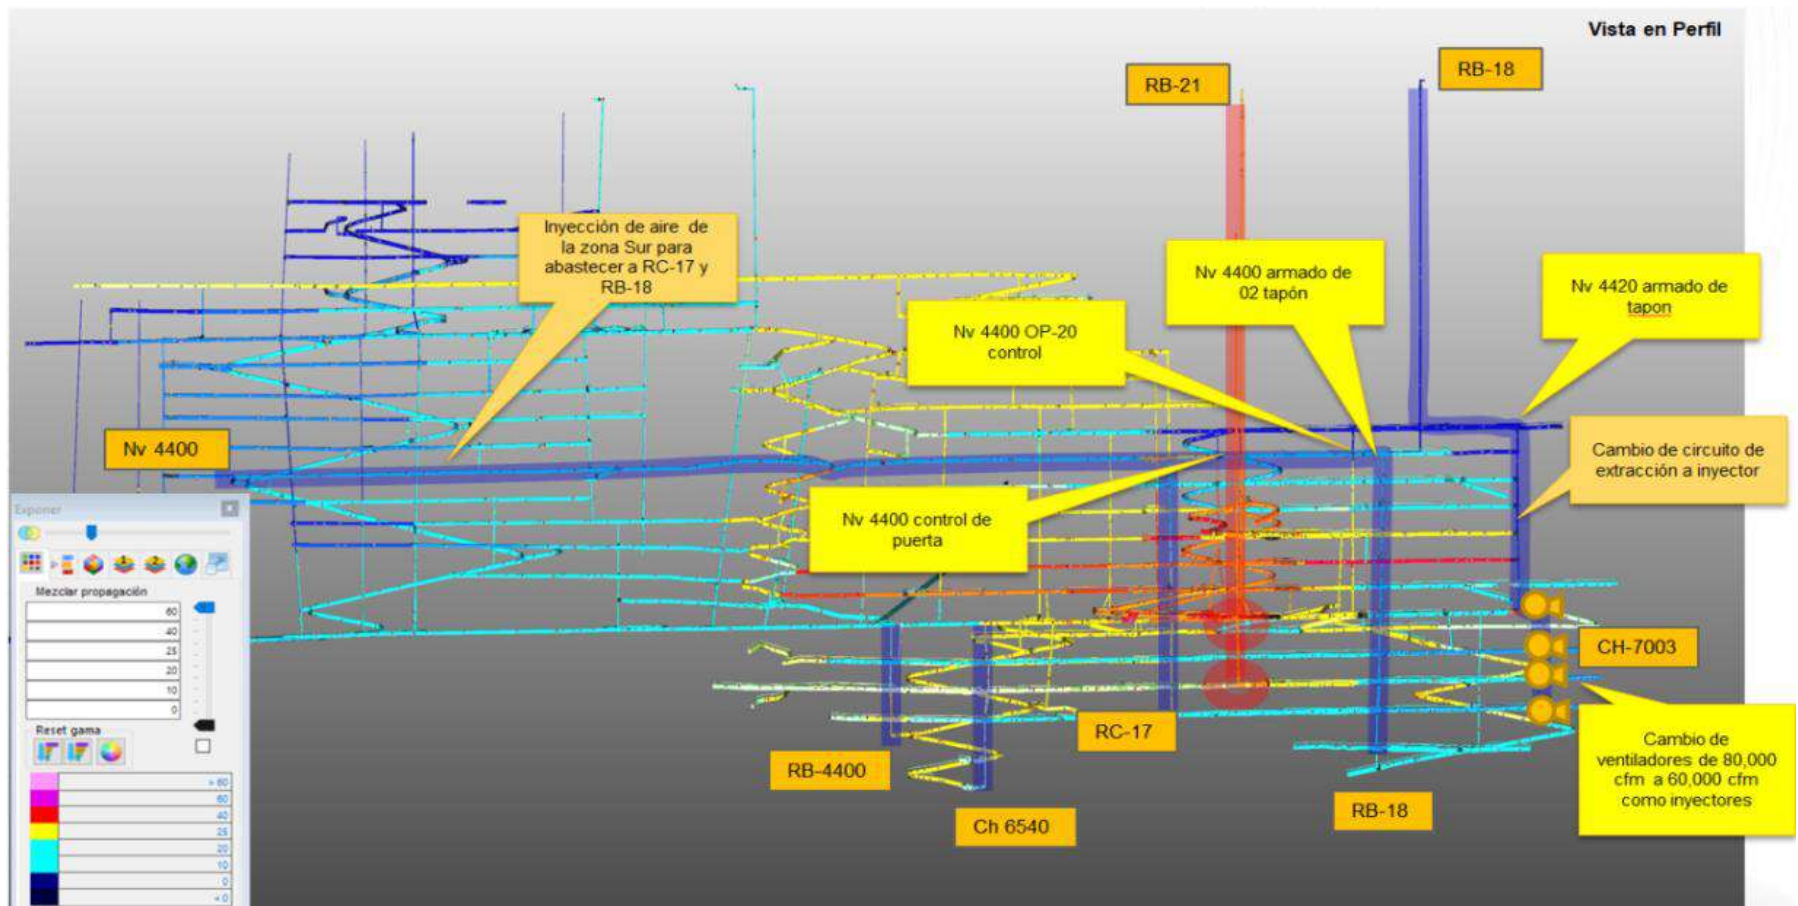 Vista en Perfil
RB-21
RB-18
Inyección de aire de
la zona Sur para
abastecer a RC-17 y
RB-18
Nv 4400 armado de
02 tapón
Nv 4420 armado de
tapon
Nv 4400 OP-20
control
Nv 4400
Cambio de circuito de
extracción a inyector
Nv 4400 control de
puerta
Exponer
Mezclar propagación
60
40
25
20
10
0
Reset gama
> 60
60
40
25
20
10
0
< 0
CH-7003
RC-17
RB-4400
Cambio de
ventiladores de 80,000
cfm a 60,000 cfm
como inyectores
RB-18
Ch 6540